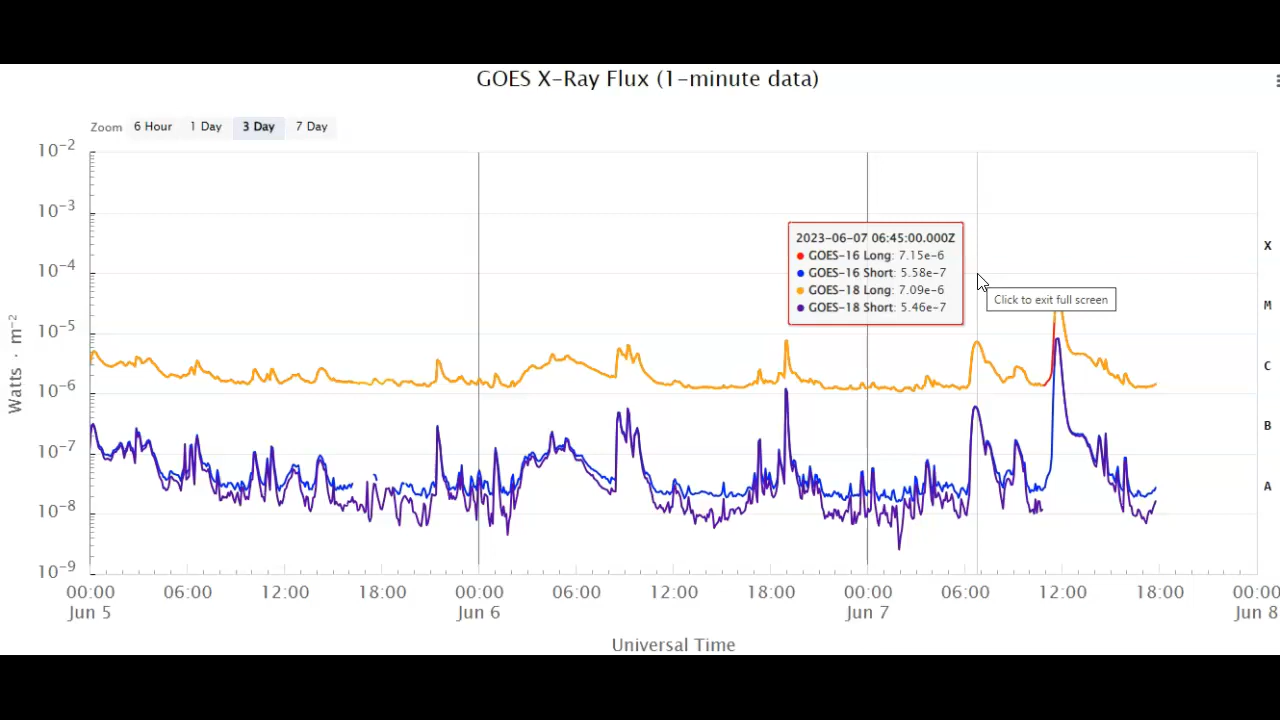 GOES X-Ray Flux (1-minute data)
Zoom 6 Hour 1 Day 3 Day 7 Day
10⁻²
10⁻³
10⁻⁴
10⁻⁵
10⁻⁶
10⁻⁷
10⁻⁸
10⁻⁹
Watts · m⁻²
2023-06-07 06:45:00.000Z
GOES-16 Long: 7.15e-6
GOES-16 Short: 5.58e-7
GOES-18 Long: 7.09e-6
GOES-18 Short: 5.46e-7
Click to exit full screen
X
M
C
B
A
00:00 06:00 12:00 18:00 00:00 06:00 12:00 18:00 00:00 06:00 12:00 18:00 00:00
Jun 5 Jun 6 Jun 7 Jun 8
Universal Time